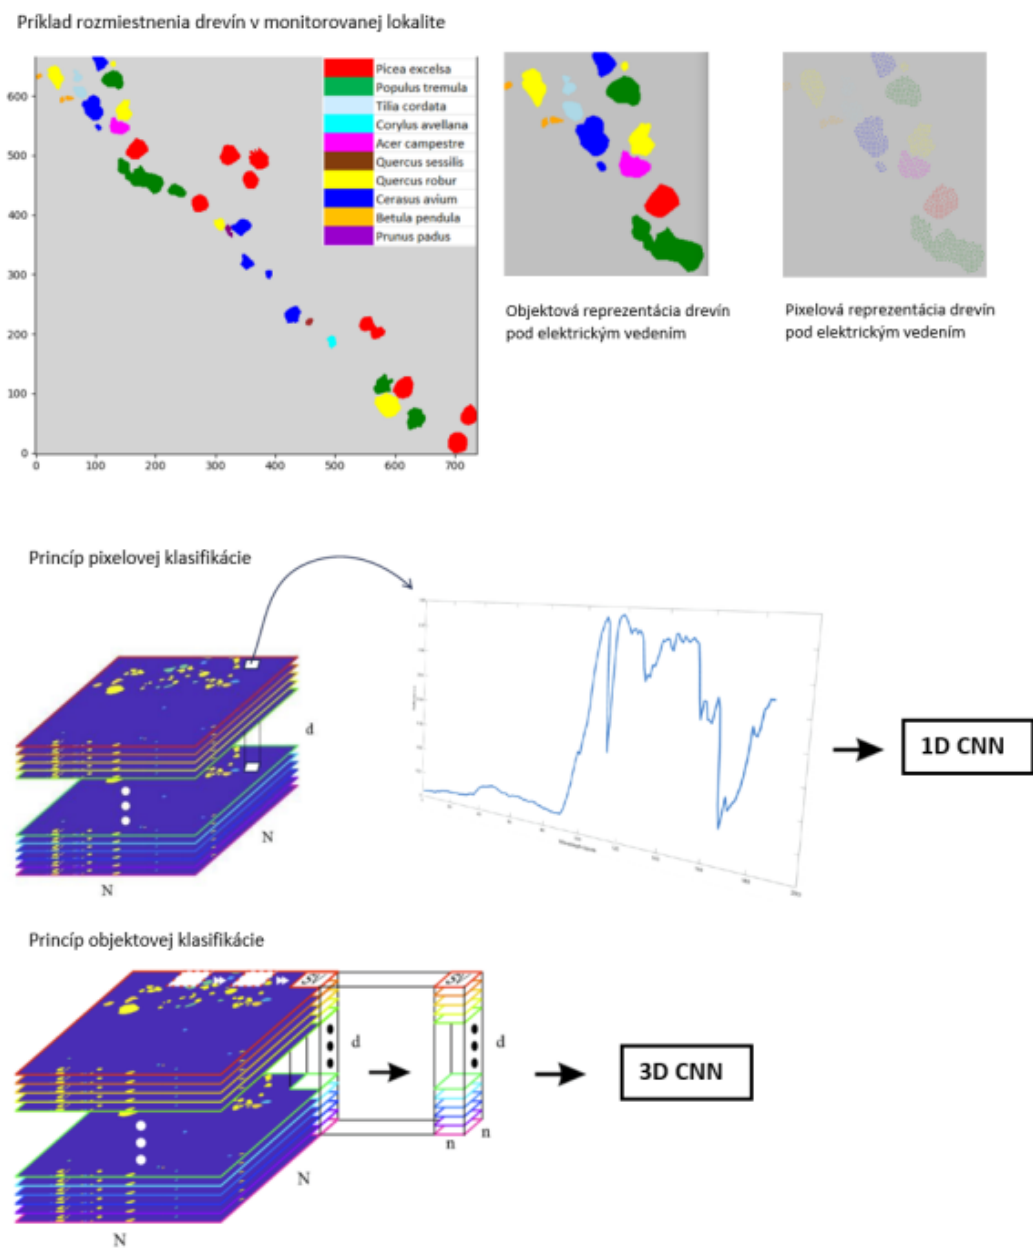 Príklad rozmiestnenia drevín v monitorovanej lokalite
Picea excelsa
Populus tremula
Tilia cordata
Corylus avellana
Acer campestre
Quercus sessilis
Quercus robur
Cerasus avium
Betula pendula
Prunus padus
600
500
400
300
200
100
0
0 100 200 300 400 500 600 700
Objektová reprezentácia drevín
pod elektrickým vedením
Pixelová reprezentácia drevín
pod elektrickým vedením
Princíp pixelovej klasifikácie
d
N
N
1D CNN
Princíp objektovej klasifikácie
d
d
n
n
N
N
3D CNN